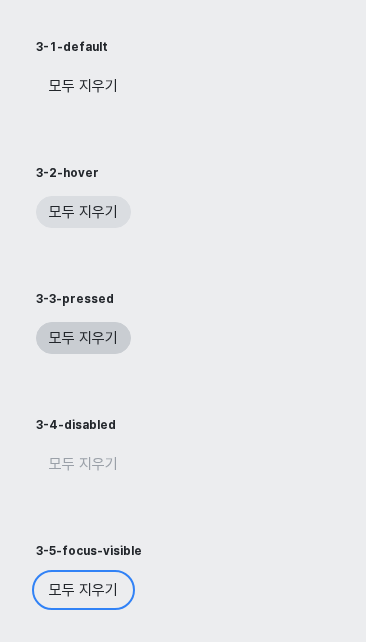 3-1-default
모두 지우기
3-2-hover
모두 지우기
3-3-pressed
모두 지우기
3-4-disabled
모두 지우기
3-5-focus-visible
모두 지우기